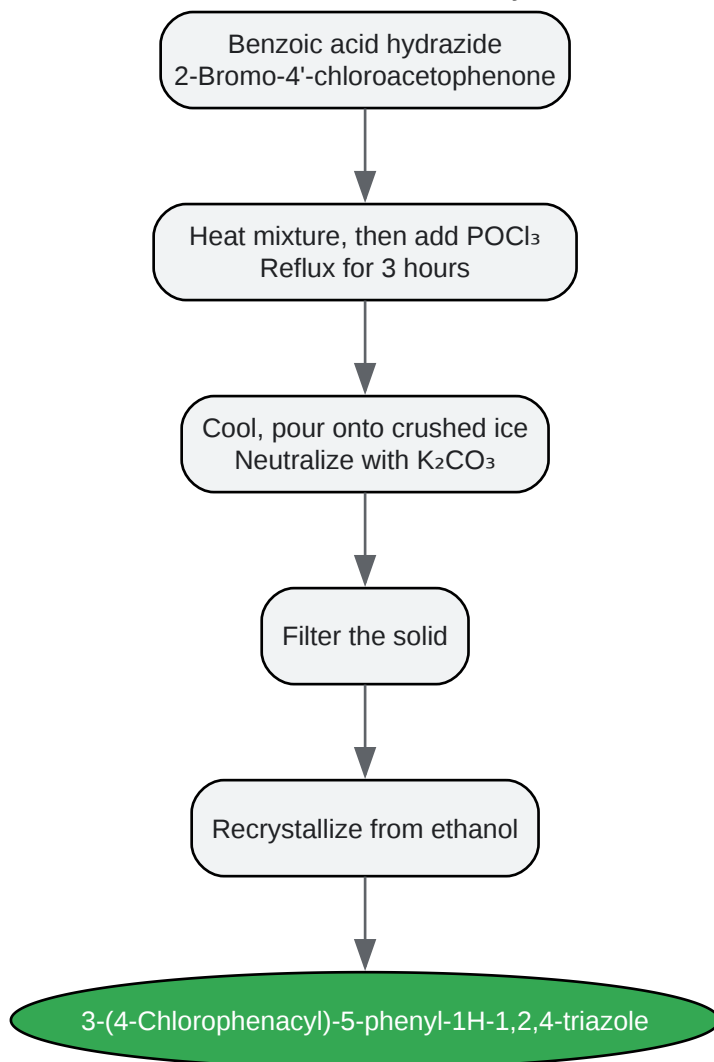 Benzoic acid hydrazide
2-Bromo-4'-chloroacetophenone
Heat mixture, then add POCl₃
Reflux for 3 hours
Cool, pour onto crushed ice
Neutralize with K₂CO₃
Filter the solid
Recrystallize from ethanol
3-(4-Chlorophenacyl)-5-phenyl-1H-1,2,4-triazole